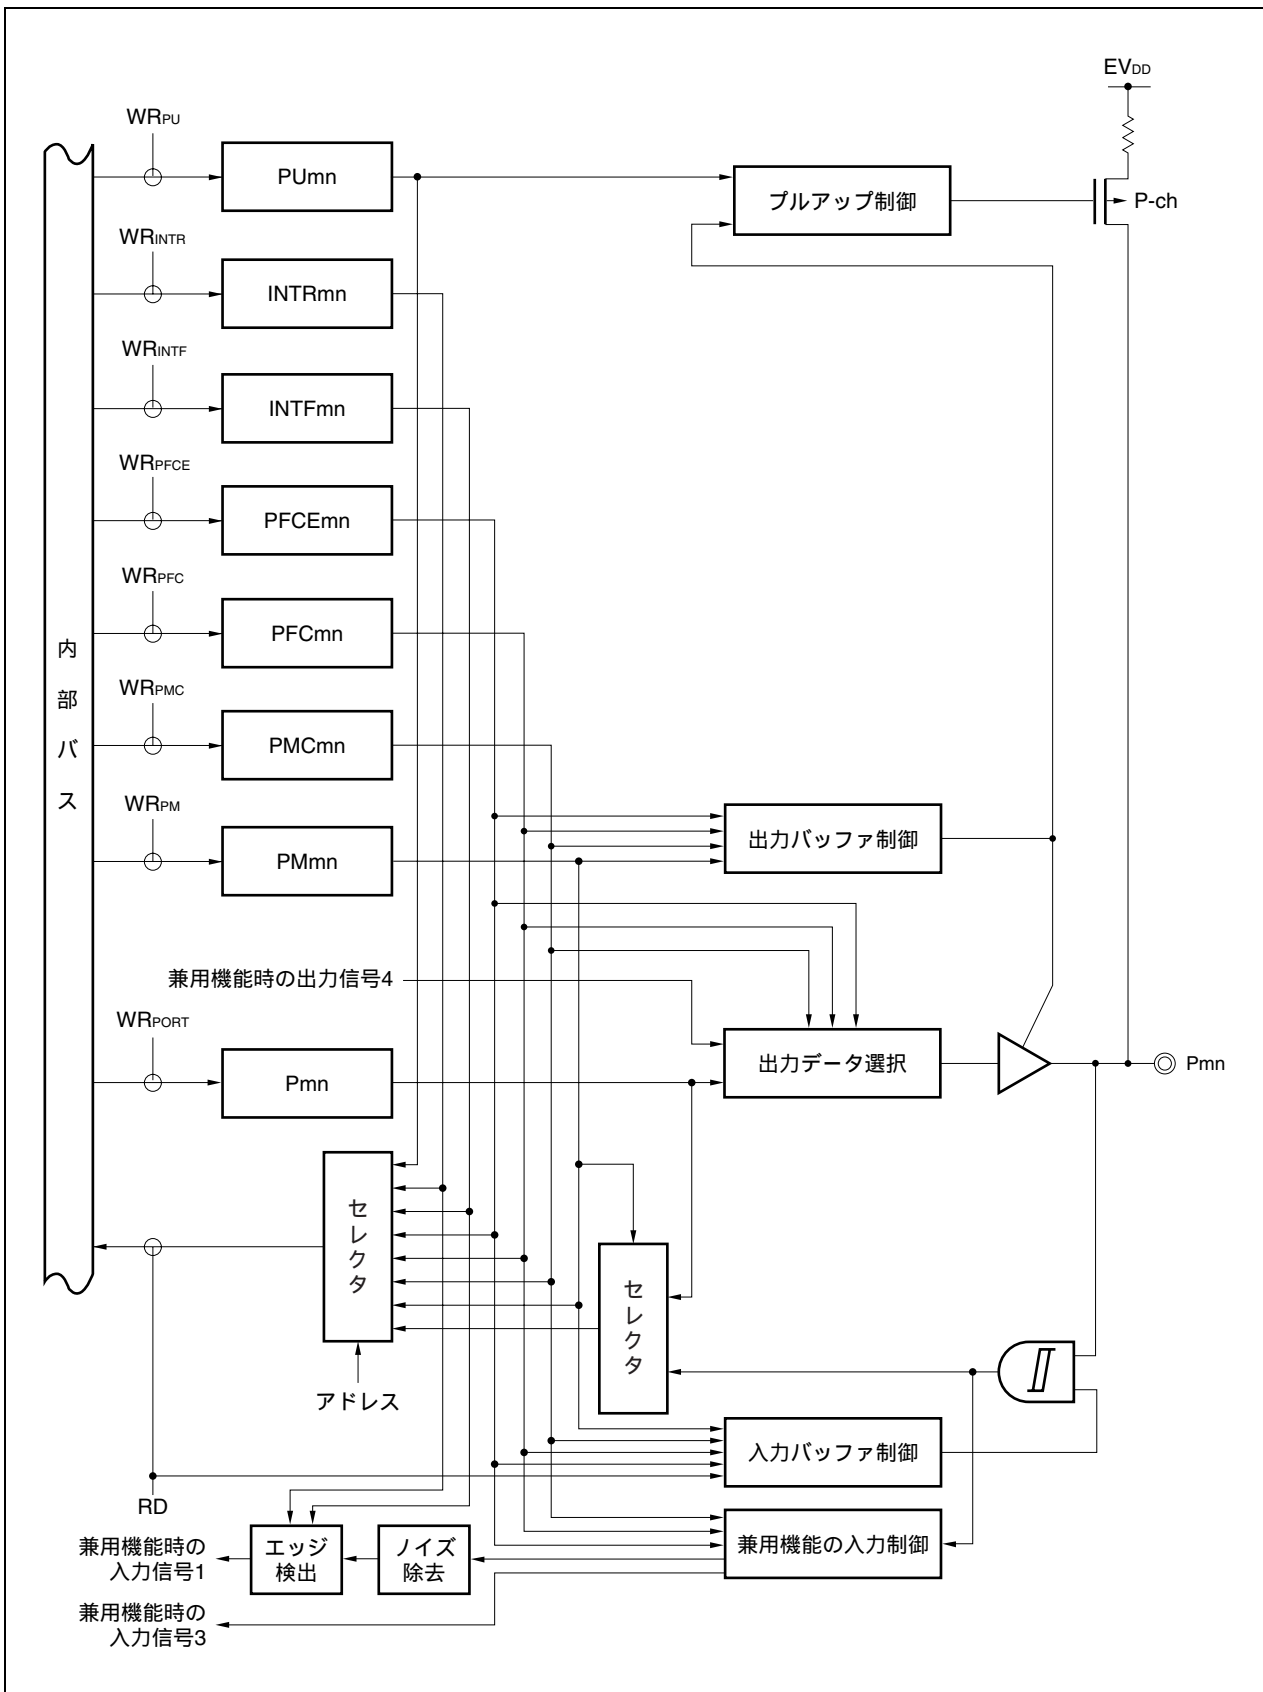 EVDD
WRPU
PUmn
プルアップ制御
P-ch
WRINTR
INTRmn
WRINTF
INTFmn
WRPFCE
PFCEmn
WRPFC
PFCmn
内部バス
WRPMC
PMCmn
WRPM
PMmn
出力バッファ制御
兼用機能時の出力信号4
WRPORT
Pmn
出力データ選択
Pmn
セレクタ
セレクタ
アドレス
入力バッファ制御
RD
兼用機能時の
入力信号1
エッジ
検出
ノイズ
除去
兼用機能の入力制御
兼用機能時の
入力信号3